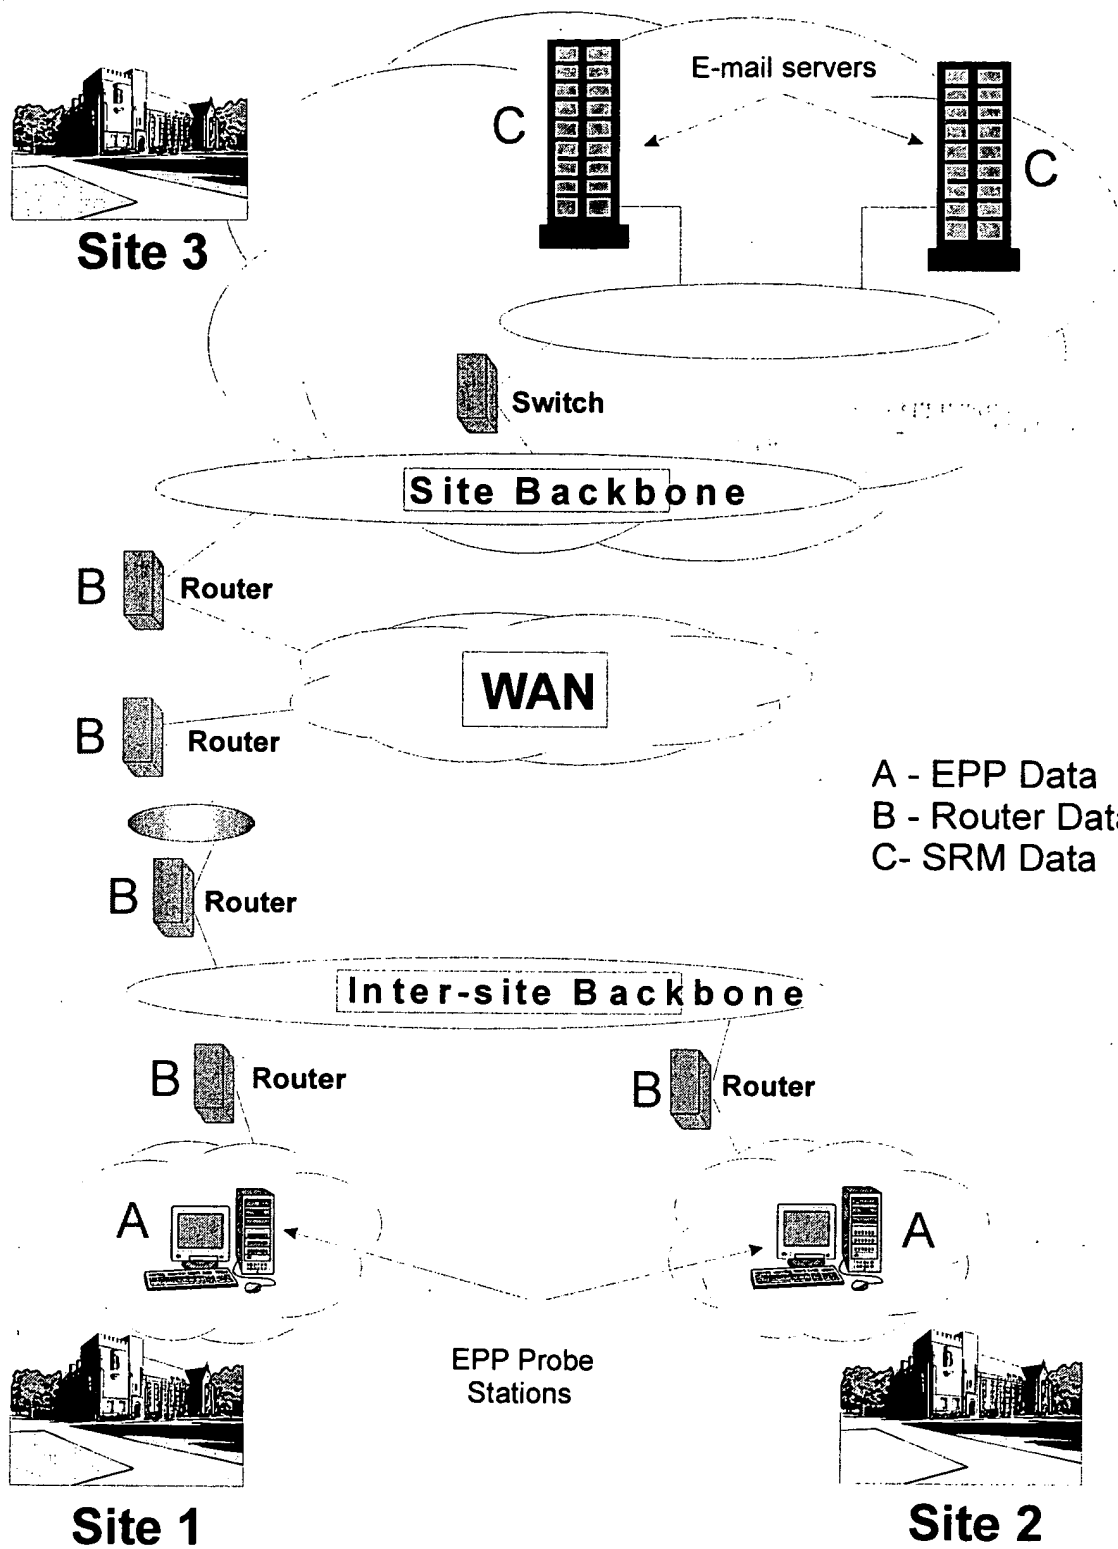 E-mail servers
C
C
Site 3
Switch
Site Backbone
B
Router
WAN
B
Router
A - EPP Data
B - Router Data
C- SRM Data
B
Router
Inter-site Backbone
B
Router
B
Router
A
A
EPP Probe
Stations
Site 1
Site 2